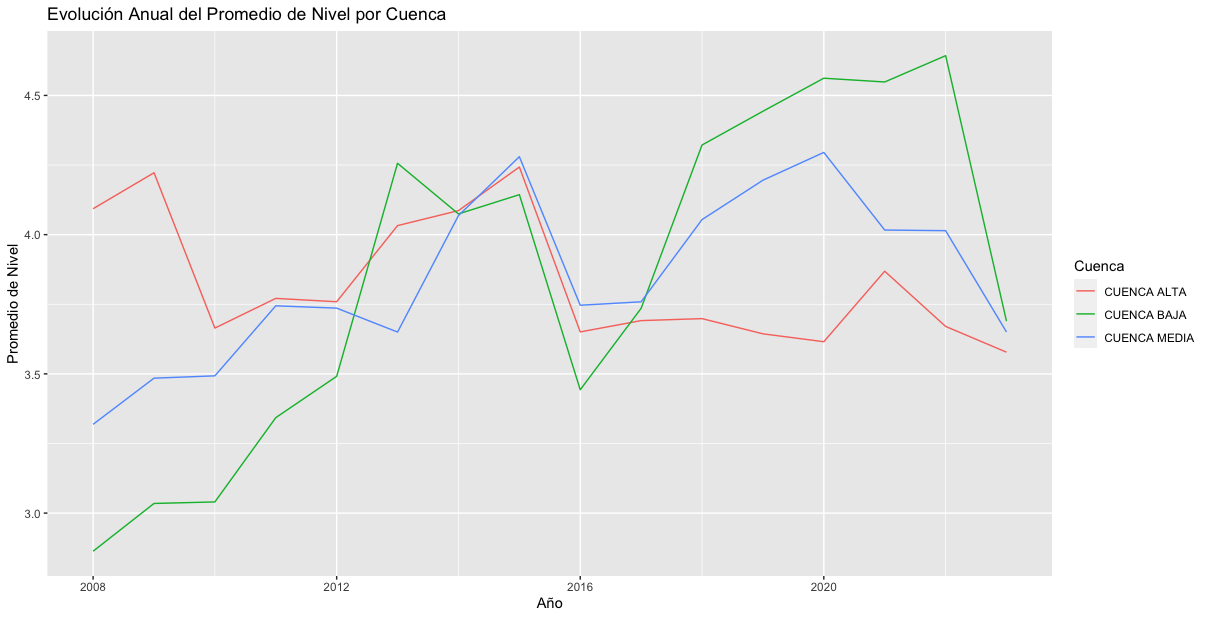 Evolución Anual del Promedio de Nivel por Cuenca
Promedio de Nivel
4.5
4.0
3.5
3.0
2008
2012
2016
2020
Año
Cuenca
CUENCA ALTA
CUENCA BAJA
CUENCA MEDIA